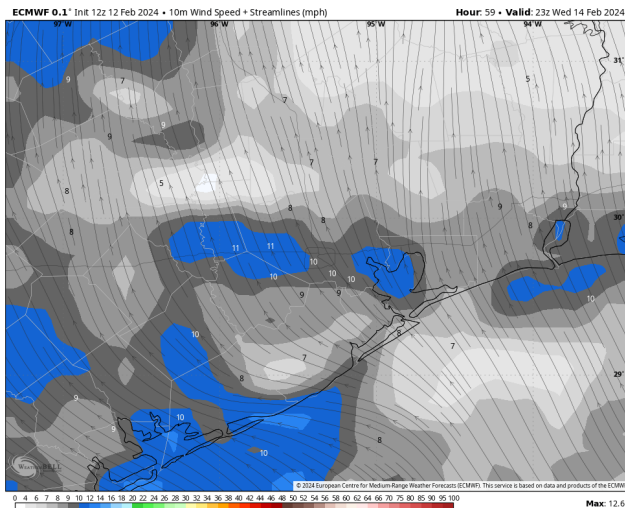 ECMWF 0.1° Init 12z 12 Feb 2024 • 10m Wind Speed + Streamlines (mph) Hour: 59 • Valid: 23z Wed 14 Feb 2024
97°W 96°W 95°W 94°W
31°
9 7 5
7
9
9
7 7
5
8
8 9 9
8 8 30°
8
11 11
10
10
10 10
9 9 10
10 8
7
7
8 29°
9
10
9
8
10
WeatherBELL
© 2024 European Centre for Medium-Range Weather Forecasts (ECMWF). This service is based on data and products of the ECMWF
0 4 6 7 8 9 10 12 14 16 18 20 21 22 24 26 28 30 32 34 36 38 40 42 44 46 48 50 52 54 56 58 60 62 64 66 70 75 80 85 90 95 100
Max: 12.6